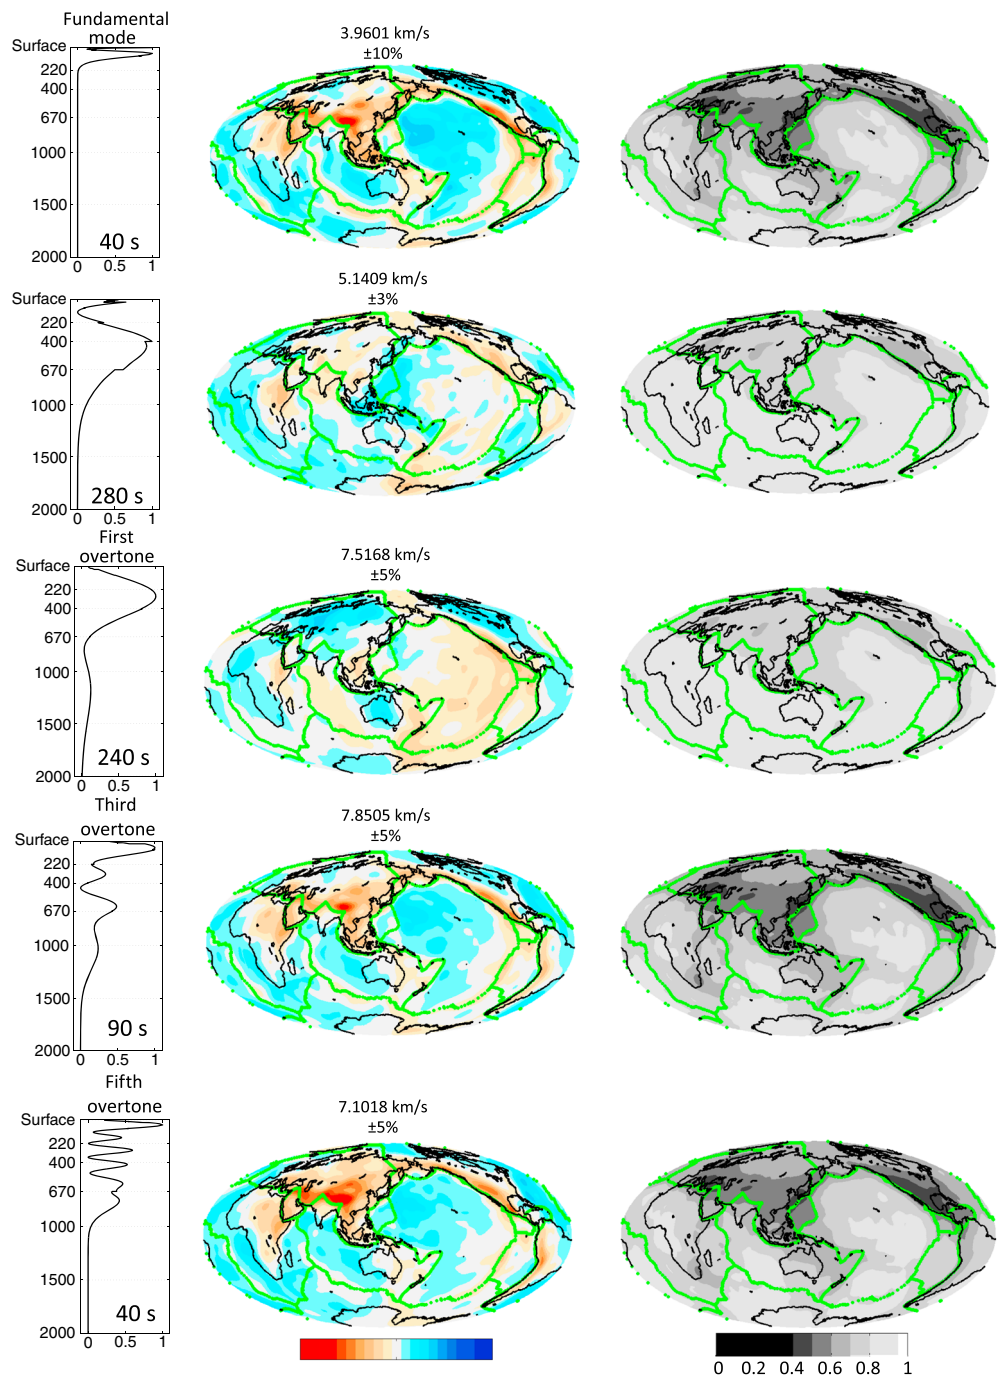 Fundamental
mode
Surface
220
670
1000
1500
2000
40 s
0 0.5 1
3.9601 km/s
±10%
Surface
220
400
670
1000
1500
2000
280 s
0 0.5 1
5.1409 km/s
±3%
First
overtone
Surface
220
400
670
1000
1500
2000
240 s
0 0.5 1
7.5168 km/s
±5%
Third
overtone
Surface
220
400
670
1000
1500
2000
90 s
0 0.5 1
7.8505 km/s
±5%
Fifth
overtone
Surface
220
400
670
1000
1500
2000
40 s
0 0.5 1
7.1018 km/s
±5%
0 0.2 0.4 0.6 0.8 1